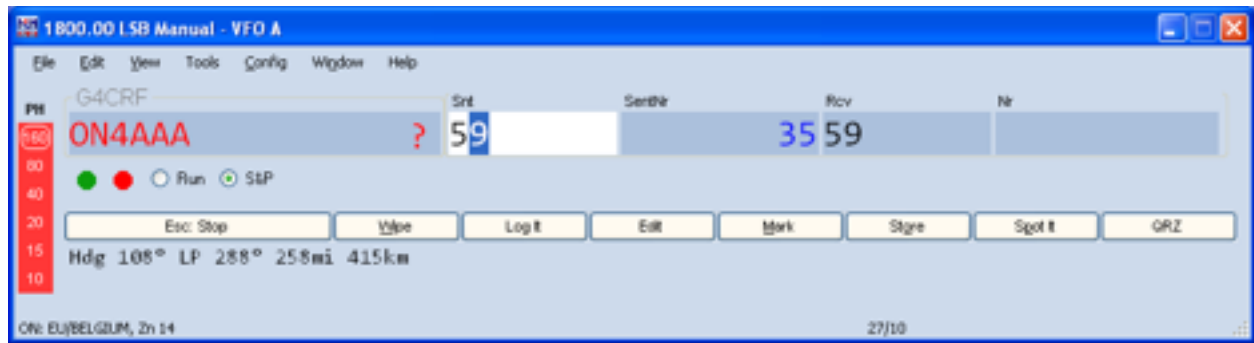 1800.00 LSB Manual - VFO A
File Edit View Tools Config Window Help
G4CRF Snt SentNr Rcv Nr
PH
ON4AAA ? 59 35 59
160
80
40
20
15
10
Run S&P
Esc: Stop Wipe Log It Edit Mark Store Spot It QRZ
Hdg 108° LP 288° 258mi 415km
ON: EU/BELGIUM, Zn 14 27/10